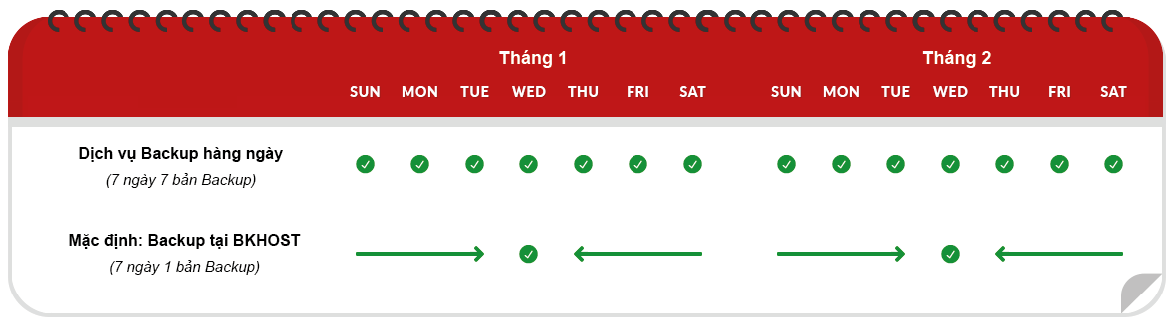 Tháng 1 Tháng 2
SUN MON TUE WED THU FRI SAT SUN MON TUE WED THU FRI SAT
Dịch vụ Backup hàng ngày
(7 ngày 7 bản Backup)
Mặc định: Backup tại BKHOST
(7 ngày 1 bản Backup)